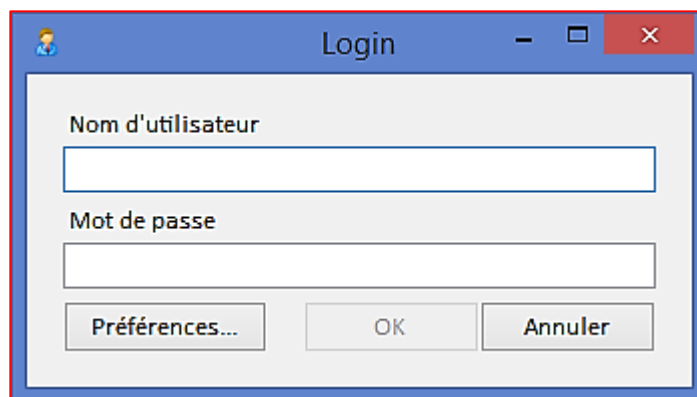 Login
Nom d'utilisateur
Mot de passe
Préférences... OK Annuler